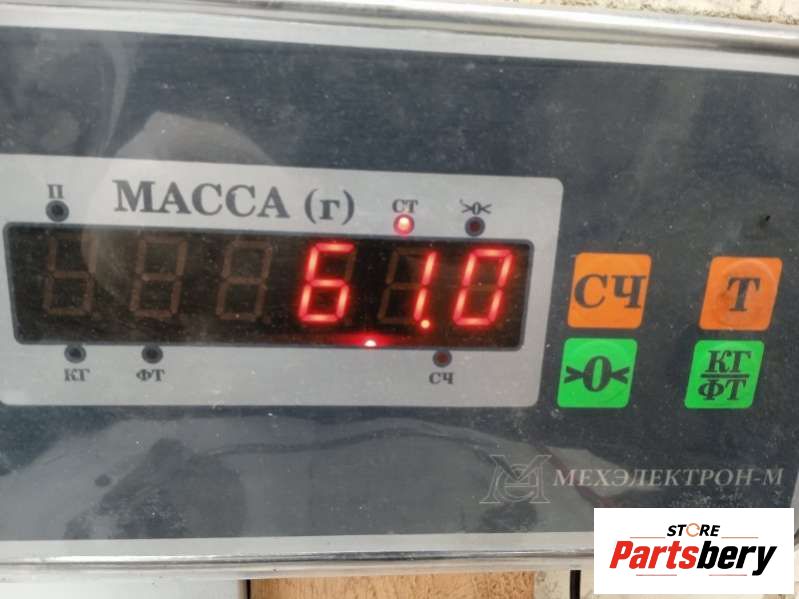 П
МАССА (г)
СТ
>0<
61.0
КГ
ФТ
СЧ
СЧ
Т
>0<
КГ
ФТ
МЕХЭЛЕКТРОН-М
STORE
Partsbery